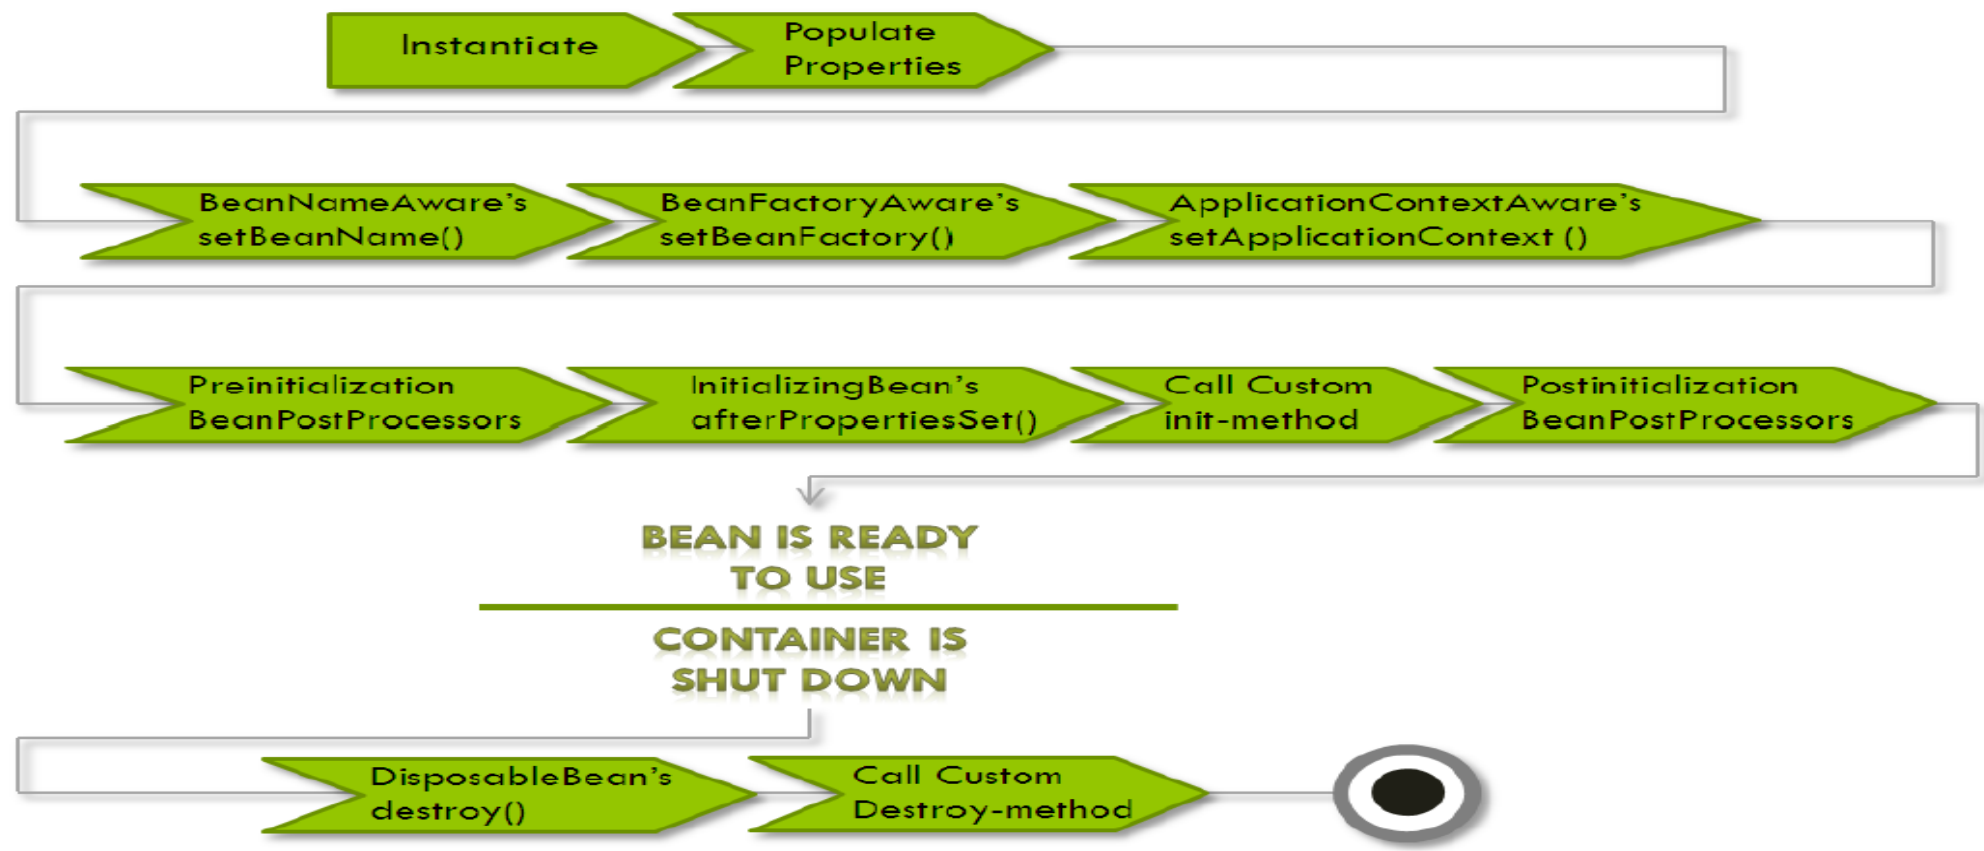 Instantiate
Populate
Properties
BeanNameAware's
setBeanName()
BeanFactoryAware's
setBeanFactory()
ApplicationContextAware's
setApplicationContext ()
Preinitialization
BeanPostProcessors
InitializingBean's
afterPropertiesSet()
Call Custom
init-method
Postinitialization
BeanPostProcessors
BEAN IS READY
TO USE
CONTAINER IS
SHUT DOWN
DisposableBean's
destroy()
Call Custom
Destroy-method